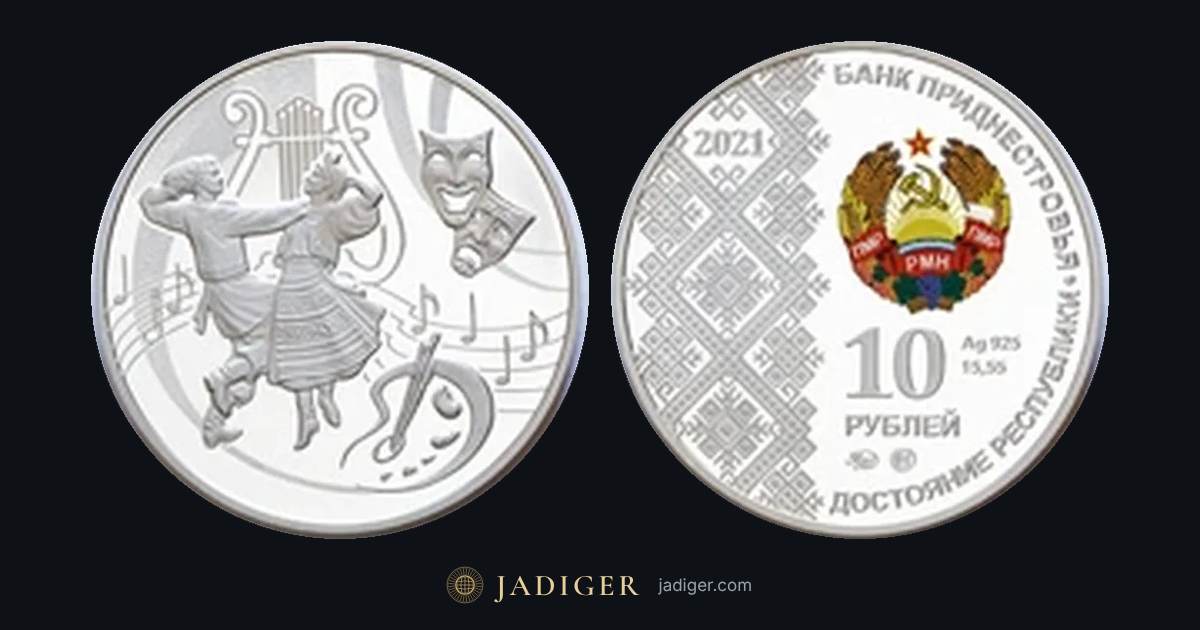 2021
БАНК ПРИДНЕСТРОВЬЯ • ДОСТОЯНИЕ РЕСПУБЛИКИ
ПМР
ПМР
РМН
10
Ag 925
15,55
РУБЛЕЙ
JADIGER
jadiger.com